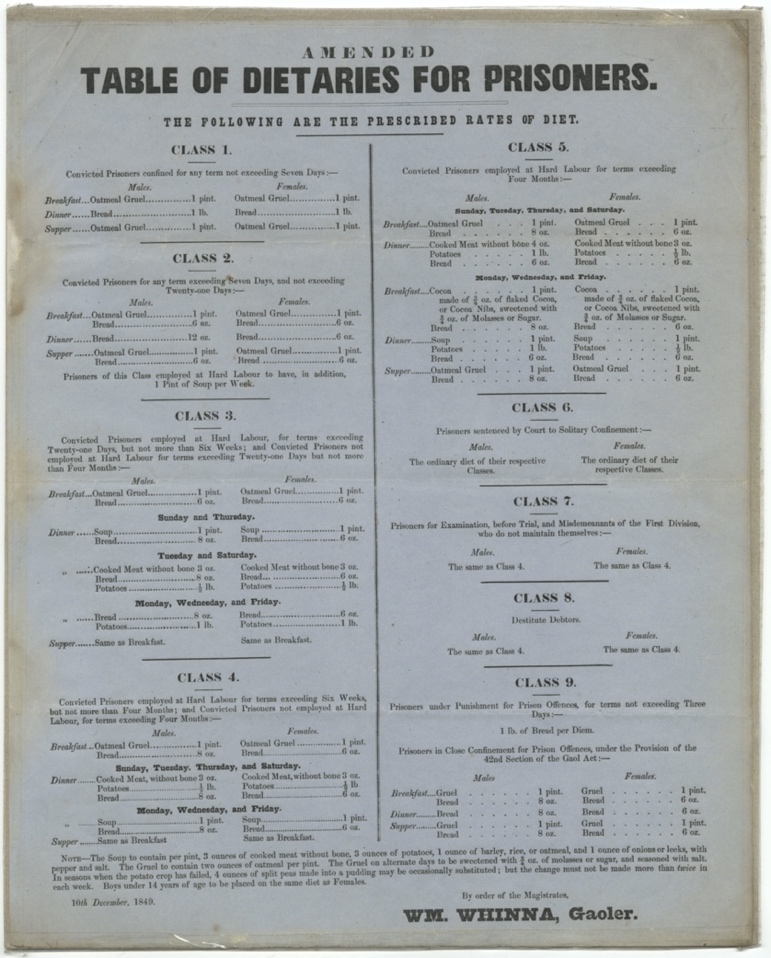 AMENDED
TABLE OF DIETARIES FOR PRISONERS.
THE FOLLOWING ARE THE PRESCRIBED RATES OF DIET.
CLASS 1.
Convicted Prisoners confined for any term not exceeding Seven Days:—
Males. Females.
Breakfast...Oatmeal Gruel.............1 pint. Oatmeal Gruel.............1 pint.
Dinner......Bread.............1 lb. Bread.............1 lb.
Supper......Oatmeal Gruel.............1 pint. Oatmeal Gruel.............1 pint.
CLASS 2.
Convicted Prisoners for any term exceeding Seven Days, and not exceeding
Twenty-one Days:—
Males. Females.
Breakfast...Oatmeal Gruel.............1 pint. Oatmeal Gruel.............1 pint.
Bread.............6 oz. Bread.............6 oz.
Dinner......Bread.............12 oz. Bread.............6 oz.
Supper......Oatmeal Gruel.............1 pint. Oatmeal Gruel.............1 pint.
Bread.............6 oz. Bread.............6 oz.
Prisoners of this Class employed at Hard Labour to have, in addition,
1 Pint of Soup per Week.
CLASS 3.
Convicted Prisoners employed at Hard Labour, for terms exceeding
Twenty-one Days, but not more than Six Weeks; and Convicted Prisoners not
employed at Hard Labour for terms exceeding Twenty-one Days but not more
than Four Months:—
Males. Females.
Breakfast...Oatmeal Gruel.............1 pint. Oatmeal Gruel.............1 pint.
Bread.............6 oz. Bread.............6 oz.
Sunday and Thursday.
Dinner......Soup.............1 pint. Soup.............1 pint.
Bread.............8 oz. Bread.............6 oz.
Tuesday and Saturday.
„ ......Cooked Meat without bone 3 oz. Cooked Meat without bone 3 oz.
Bread.............8 oz. Bread.............6 oz.
Potatoes.............½ lb. Potatoes.............½ lb.
Monday, Wednesday, and Friday.
„ ......Bread.............8 oz. Bread.............6 oz.
Potatoes.............1 lb. Potatoes.............1 lb.
Supper......Same as Breakfast. Same as Breakfast.
CLASS 4.
Convicted Prisoners employed at Hard Labour for terms exceeding Six Weeks,
but not more than Four Months; and Convicted Prisoners not employed at Hard
Labour, for terms exceeding Four Months:—
Males. Females.
Breakfast...Oatmeal Gruel.............1 pint. Oatmeal Gruel.............1 pint.
Bread.............8 oz. Bread.............6 oz.
Sunday, Tuesday, Thursday, and Saturday.
Dinner......Cooked Meat, without bone 3 oz. Cooked Meat, without bone 3 oz.
Potatoes.............½ lb. Potatoes.............½ lb
Bread.............8 oz. Bread.............6 oz.
Monday, Wednesday, and Friday.
„ Soup.............1 pint. Soup.............1 pint.
Bread.............8 oz. Bread.............6 oz.
Supper......Same as Breakfast Same as Breakfast.
CLASS 5.
Convicted Prisoners employed at Hard Labour for terms exceeding
Four Months:—
Males. Females.
Sunday, Tuesday, Thursday, and Saturday.
Breakfast...Oatmeal Gruel . . . 1 pint. Oatmeal Gruel . . . 1 pint.
Bread . . . . . 8 oz. Bread . . . . . 6 oz.
Dinner......Cooked Meat without bone 4 oz. Cooked Meat without bone 3 oz.
Potatoes . . . . 1 lb. Potatoes . . . . ½ lb.
Bread . . . . . 6 oz. Bread . . . . . 6 oz.
Monday, Wednesday, and Friday.
Breakfast...Cocoa . . . . . 1 pint. Cocoa . . . . . 1 pint.
made of ¾ oz. of flaked Cocoa, made of ¾ oz. of flaked Cocoa,
or Cocoa Nibs, sweetened with or Cocoa Nibs, sweetened with
¾ oz. of Molasses or Sugar. ¾ oz. of Molasses or Sugar.
Bread . . . . . 8 oz. Bread . . . . . 6 oz.
Dinner......Soup . . . . . 1 pint. Soup . . . . . 1 pint.
Potatoes . . . . 1 lb. Potatoes . . . . ½ lb.
Bread . . . . . 6 oz. Bread . . . . . 6 oz.
Supper......Oatmeal Gruel . . . 1 pint. Oatmeal Gruel . . . 1 pint.
Bread . . . . . 8 oz. Bread . . . . . 6 oz.
CLASS 6.
Prisoners sentenced by Court to Solitary Confinement:—
Males. Females.
The ordinary diet of their respective The ordinary diet of their
Classes. respective Classes.
CLASS 7.
Prisoners for Examination, before Trial, and Misdemeanants of the First Division,
who do not maintain themselves:—
Males. Females.
The same as Class 4. The same as Class 4.
CLASS 8.
Destitute Debtors.
Males. Females.
The same as Class 4. The same as Class 4.
CLASS 9.
Prisoners under Punishment for Prison Offences, for terms not exceeding Three
Days:—
1 lb. of Bread per Diem.
Prisoners in Close Confinement for Prison Offences, under the Provision of the
42nd Section of the Gaol Act:—
Males Females.
Breakfast...Gruel . . . . . 1 pint. Gruel . . . . . 1 pint.
Bread . . . . . 8 oz. Bread . . . . . 6 oz.
Dinner......Bread . . . . . 8 oz. Bread . . . . . 6 oz.
Supper......Gruel . . . . . 1 pint. Gruel . . . . . 1 pint.
Bread . . . . . 8 oz. Bread . . . . . 6 oz.
NOTE—The Soup to contain per pint, 3 ounces of cooked meat without bone, 3 ounces of potatoes, 1 ounce of barley, rice, or oatmeal, and 1 ounce of onions or leeks, with
pepper and salt. The Gruel to contain two ounces of oatmeal per pint. The Gruel on alternate days to be sweetened with ¾ oz. of molasses or sugar, and seasoned with salt.
In seasons when the potato crop has failed, 4 ounces of split peas made into a pudding may be occasionally substituted; but the change must not be made more than twice in
each week. Boys under 14 years of age to be placed on the same diet as Females.
10th December, 1849.
By order of the Magistrates,
WM. WHINNA, Gaoler.